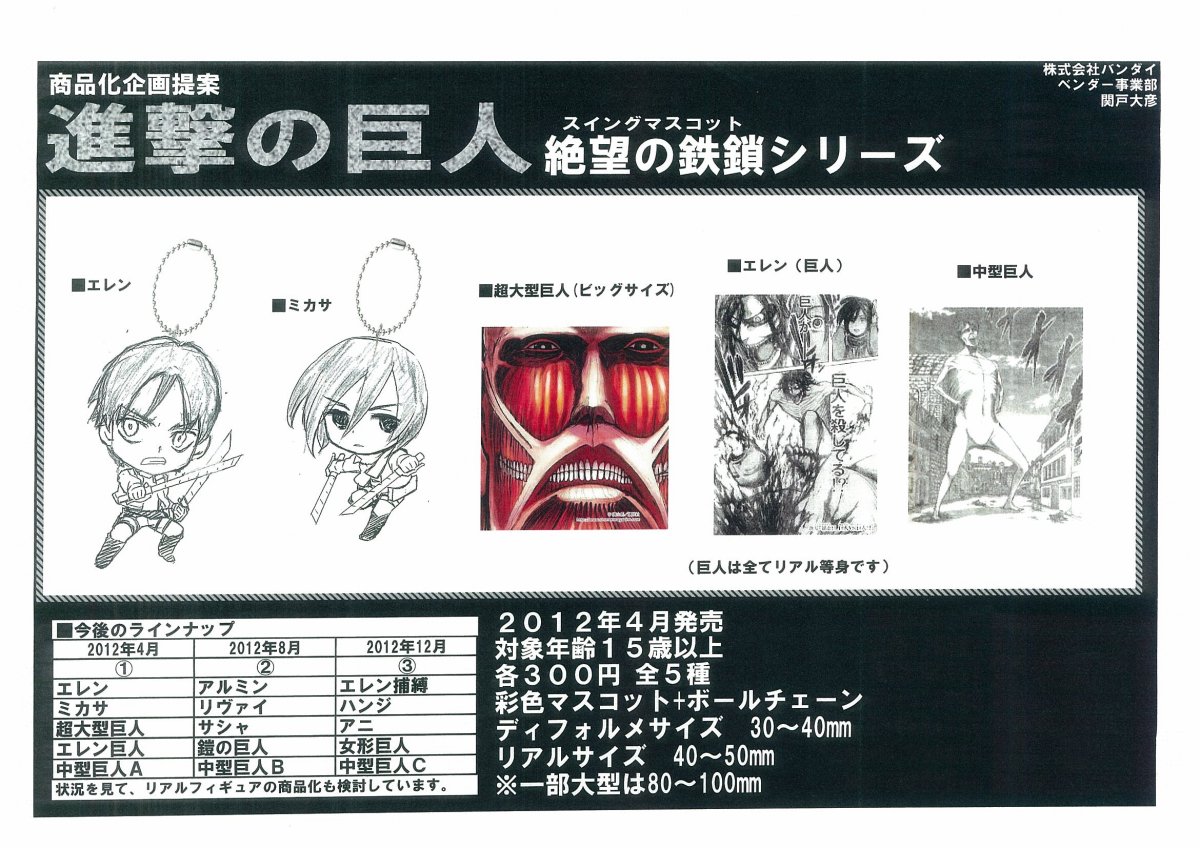 商品化企画提案
株式会社バンダイ
ベンダー事業部
関戸大彦
進撃の巨人
スイングマスコット
絶望の鉄鎖シリーズ
■エレン
■ミカサ
■超大型巨人(ビッグサイズ)
■エレン（巨人）
■中型巨人
巨人が
巨人を殺してる…
（巨人は全てリアル等身です）
■今後のラインナップ
2012年4月 2012年8月 2012年12月
① ② ③
エレン アルミン エレン捕縛
ミカサ リヴァイ ハンジ
超大型巨人 サシャ アニ
エレン巨人 鎧の巨人 女形巨人
中型巨人A 中型巨人B 中型巨人C
状況を見て、リアルフィギュアの商品化も検討しています。
２０１２年４月発売
対象年齢１５歳以上
各３００円 全５種
彩色マスコット+ボールチェーン
ディフォルメサイズ　30～40mm
リアルサイズ　40～50mm
※一部大型は80～100mm